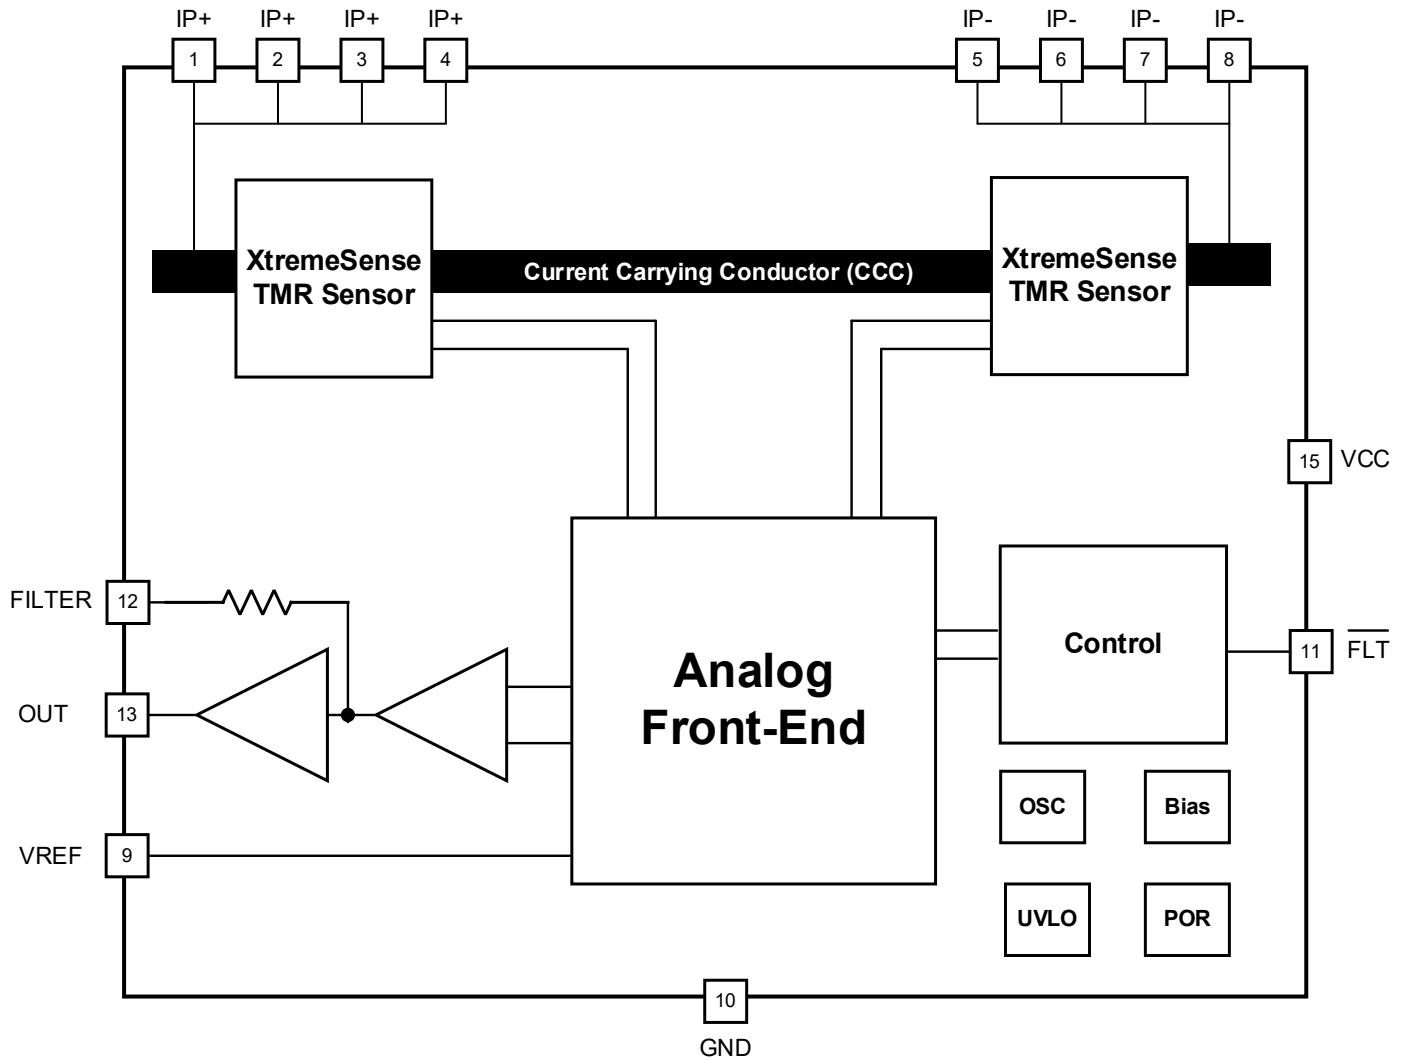 IP+ IP+ IP+ IP+ IP- IP- IP- IP-
1 2 3 4 5 6 7 8
XtremeSense
TMR Sensor
Current Carrying Conductor (CCC)
XtremeSense
TMR Sensor
15 VCC
FILTER 12
Analog
Front-End
Control
11 FLT
OUT 13
OSC Bias
VREF 9
UVLO POR
10
GND